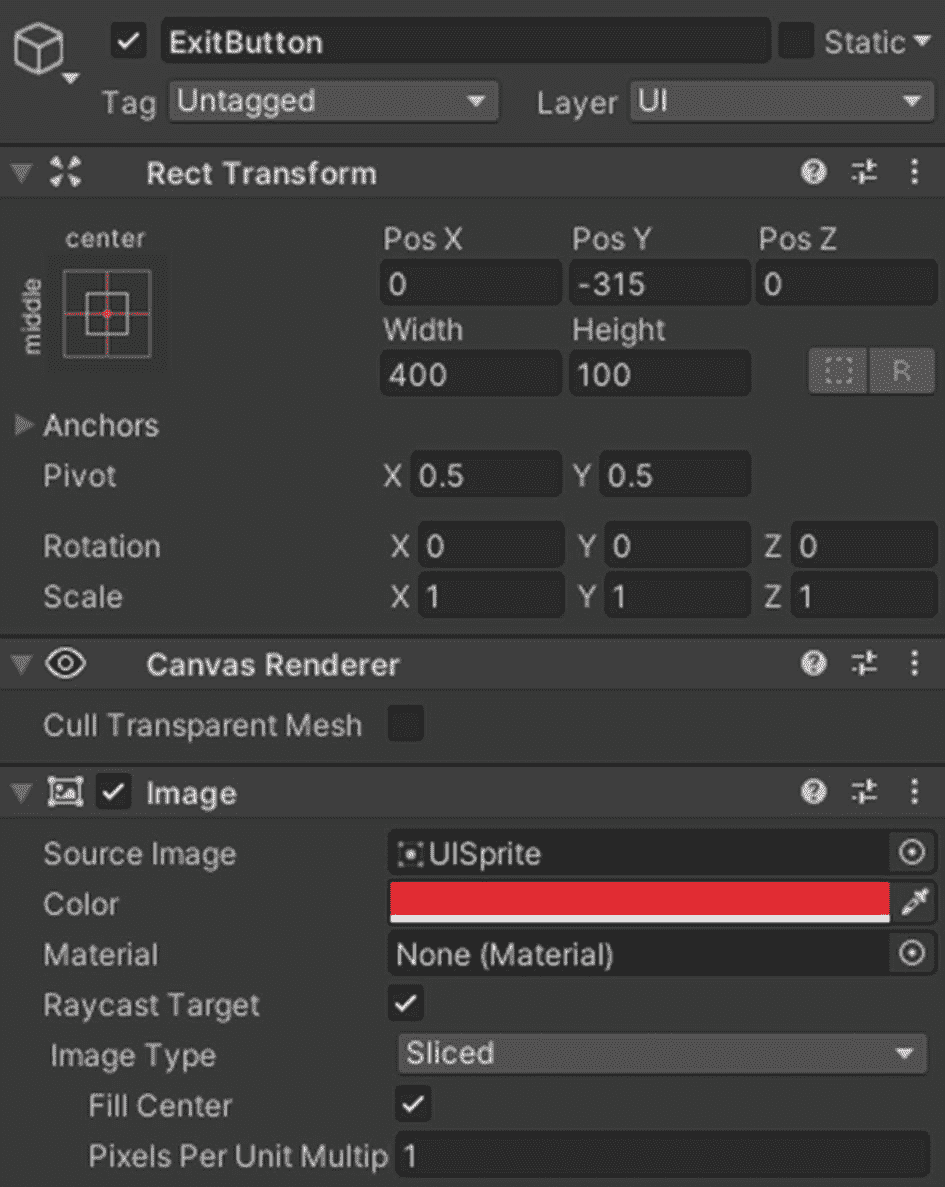 ExitButton Static
Tag Untagged Layer UI
Rect Transform
center
middle
Pos X Pos Y Pos Z
0 -315 0
Width Height
400 100
R
Anchors
Pivot X 0.5 Y 0.5
Rotation X 0 Y 0 Z 0
Scale X 1 Y 1 Z 1
Canvas Renderer
Cull Transparent Mesh
Image
Source Image UISprite
Color
Material None (Material)
Raycast Target
Image Type Sliced
Fill Center
Pixels Per Unit Multip 1